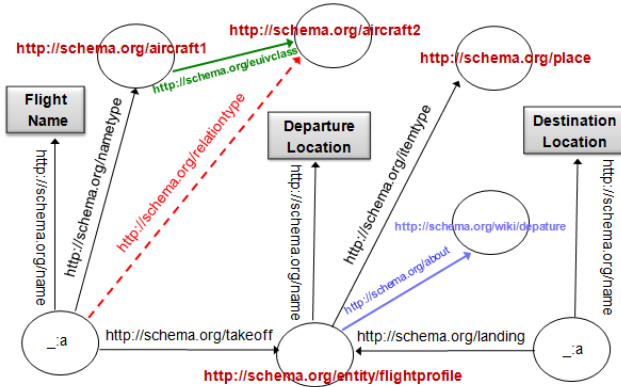 http://schema.org/aircraft1
http://schema.org/aircraft2
http://schema.org/place
http://schema.org/euivclass
Flight
Name
Departure
Location
Destination
Location
http://schema.org/name
http://schema.org/nametype
http://schema.org/relationtype
http://schema.org/name
http://schema.org/itemtype
http://schema.org/wiki/depature
http://schema.org/about
http://schema.org/name
_:a
http://schema.org/takeoff
http://schema.org/landing
_:a
http://schema.org/entity/flightprofile